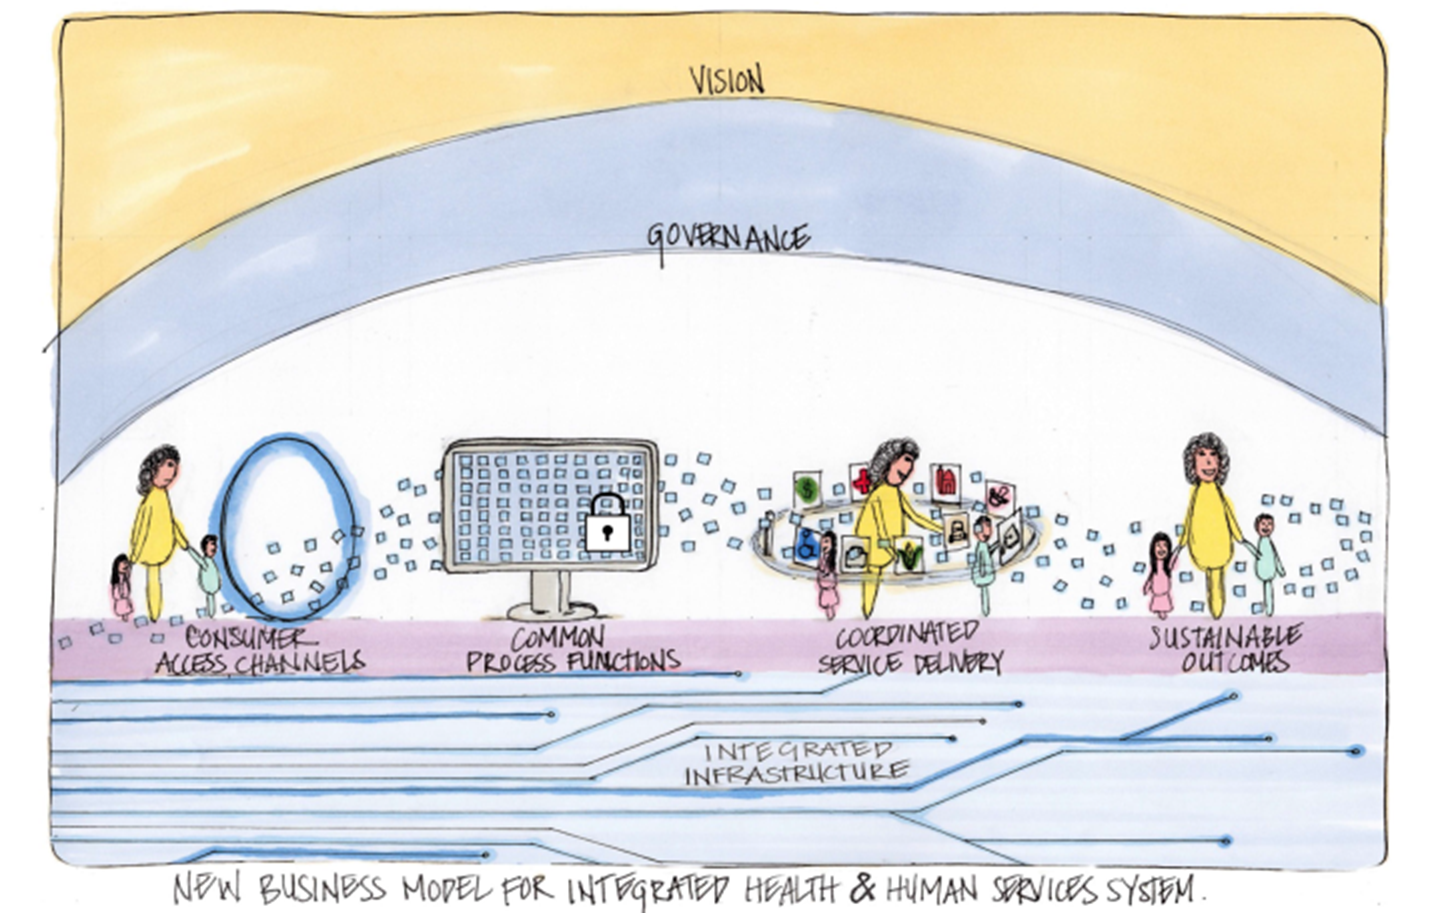 VISION
GOVERNANCE
CONSUMER
ACCESS CHANNELS
COMMON
PROCESS FUNCTIONS
COORDINATED
SERVICE DELIVERY
SUSTAINABLE
OUTCOMES
INTEGRATED
INFRASTRUCTURE
NEW BUSINESS MODEL FOR INTEGRATED HEALTH & HUMAN SERVICES SYSTEM.